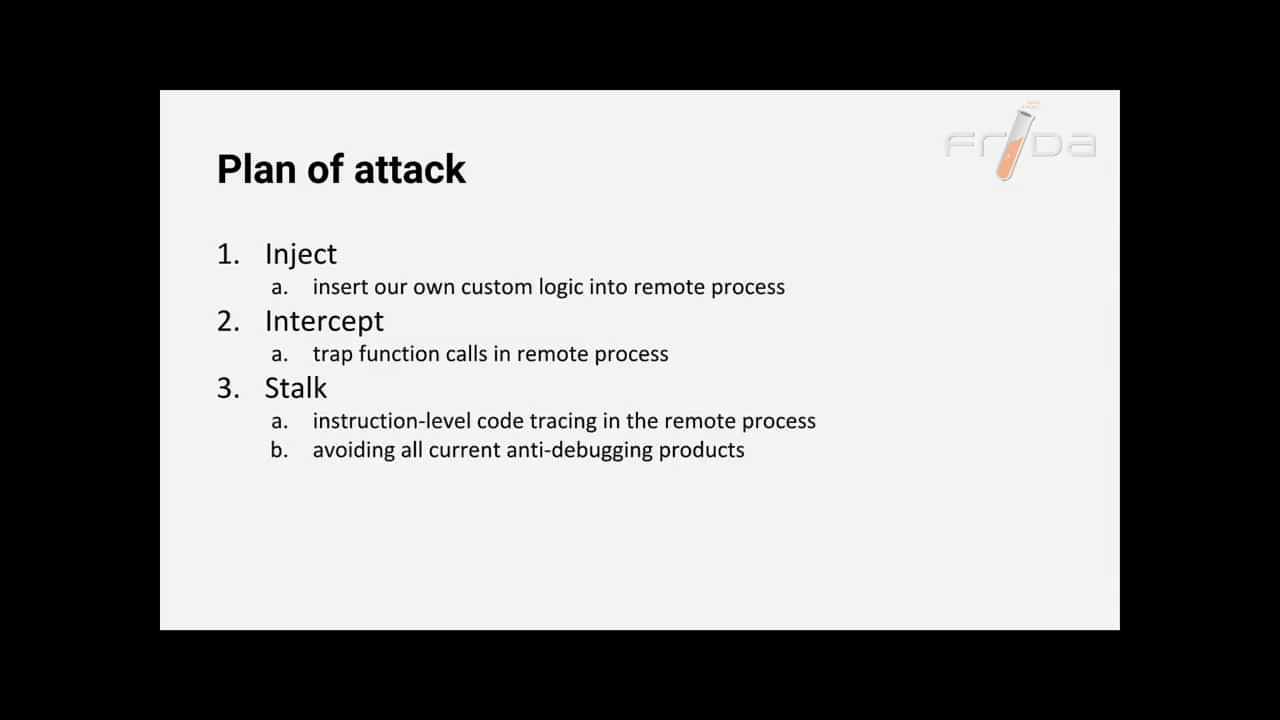 FRIDA
Plan of attack
1. Inject
a. insert our own custom logic into remote process
2. Intercept
a. trap function calls in remote process
3. Stalk
a. instruction-level code tracing in the remote process
b. avoiding all current anti-debugging products